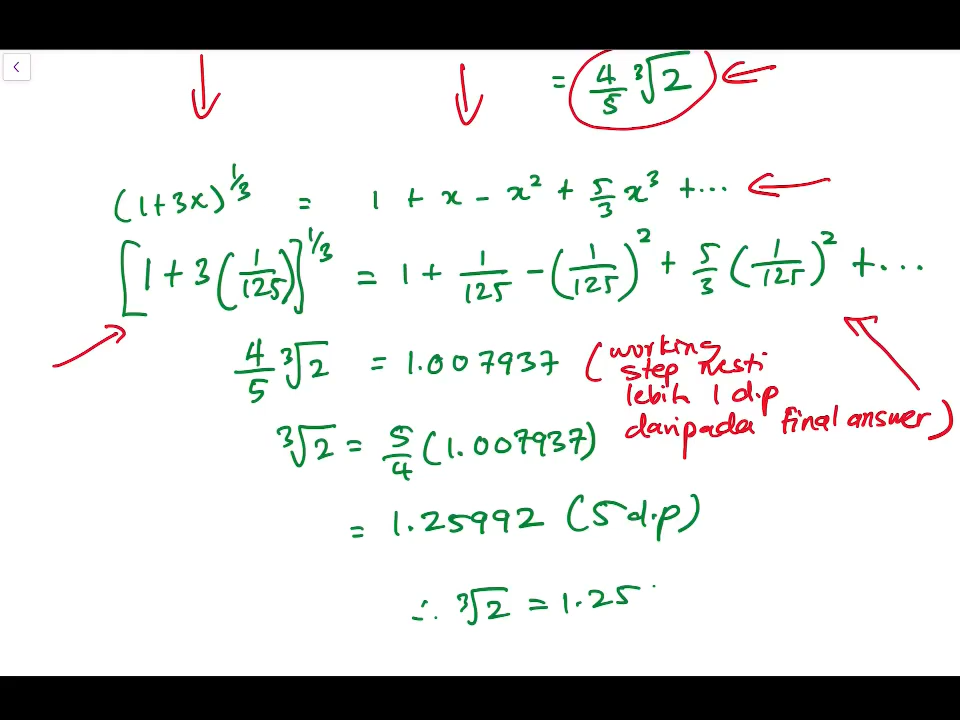 = 4/5 ∛2
(1+3x)^1/3 = 1 + x - x² + 5/3 x³ + ...
[1 + 3(1/125)]^1/3 = 1 + 1/125 - (1/125)² + 5/3 (1/125)² + ...
4/5 ∛2 = 1.007937 (working
step mesti
lebih 1 d.p
daripada final answer)
∛2 = 5/4 (1.007937)
= 1.25992 (5 d.p)
∴ ∛2 = 1.25